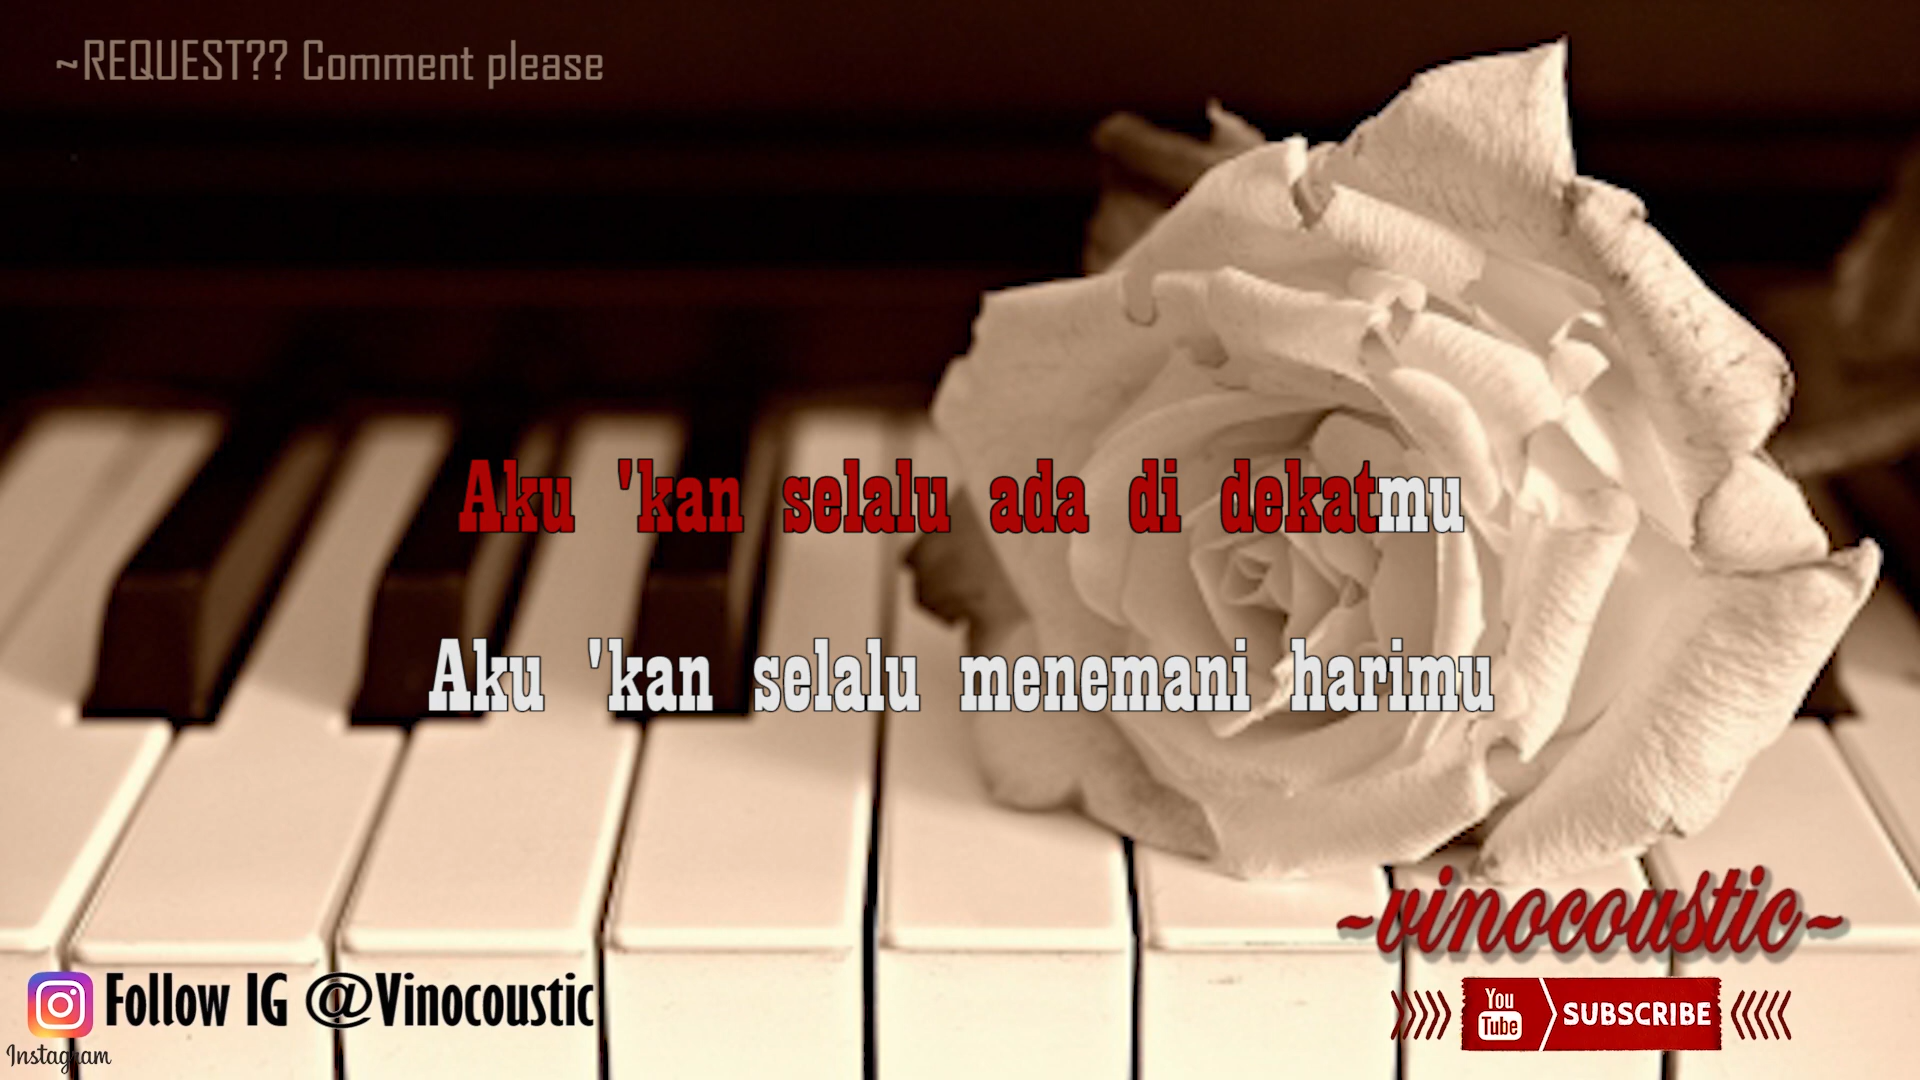 ~REQUEST?? Comment please
Aku 'kan selalu ada di dekatmu
Aku 'kan selalu menemani harimu
~vinocoustic~
Follow IG @Vinocoustic
Instagram
You
Tube
SUBSCRIBE